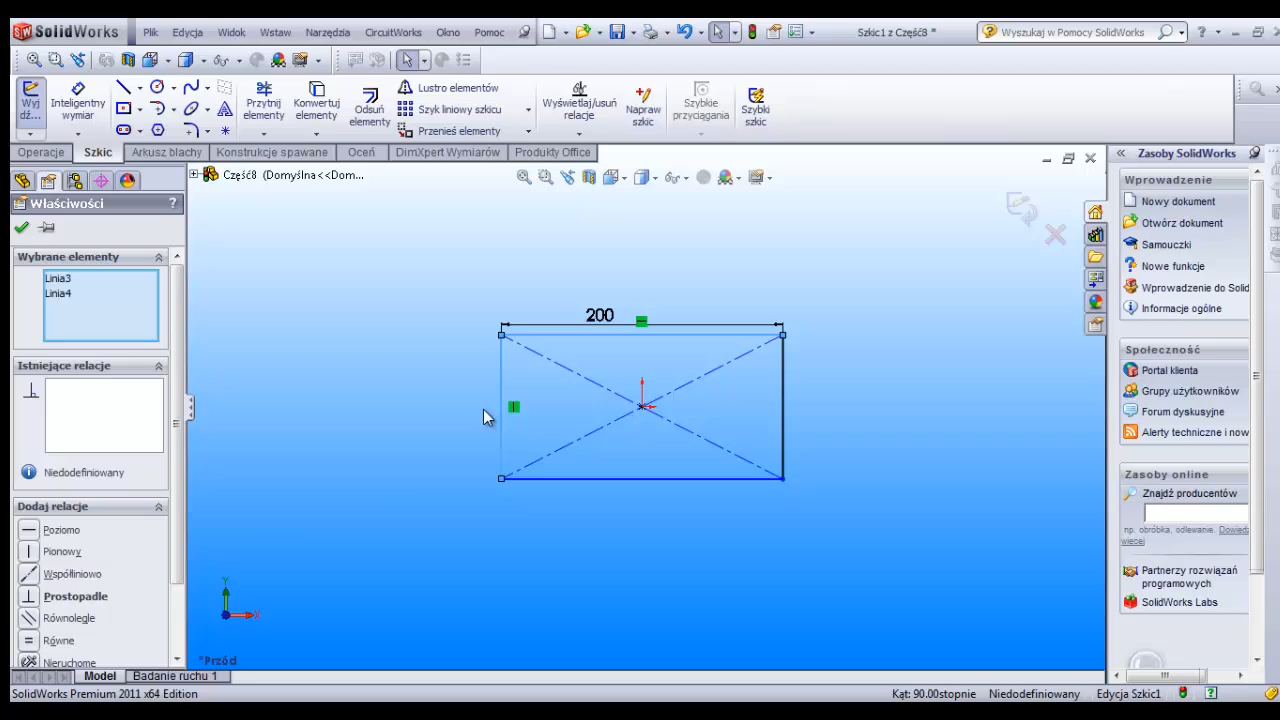 SolidWorks
Plik Edycja Widok Wstaw Narzędzia CircuitWorks Okno Pomoc
Szkic1 z Część8 *
Wyszukaj w Pomocy SolidWorks
Wyj
dź...
Inteligentny
wymiar
Przytnij
elementy
Konwertuj
elementy
Odsuń
elementy
Lustro elementów
Szyk liniowy szkicu
Przenieś elementy
Wyświetlaj/usuń
relacje
Napraw
szkic
Szybkie
przyciągania
Szybki
szkic
Operacje Szkic Arkusz blachy Konstrukcje spawane Oceń DimXpert Wymiarów Produkty Office
Część8 (Domyślna<<Dom...
Właściwości
?
Wybrane elementy
Linia3
Linia4
Istniejące relacje
Niedodefiniowany
Dodaj relacje
Poziomo
Pionowy
Współliniowo
Prostopadle
Równolegle
Równe
Nieruchome
200
Y
X
*Przód
Zasoby SolidWorks
Wprowadzenie
Nowy dokument
Otwórz dokument
Samouczki
Nowe funkcje
Wprowadzenie do Solid
Informacje ogólne
Społeczność
Portal klienta
Grupy użytkowników
Forum dyskusyjne
Alerty techniczne i now
Zasoby online
Znajdź producentów
np. obróbka, odlewanie. Dowiedz
więcej
Partnerzy rozwiązań
programowych
SolidWorks Labs
Model Badanie ruchu 1
SolidWorks Premium 2011 x64 Edition
Kąt: 90.00stopnie Niedodefiniowany Edycja Szkic1